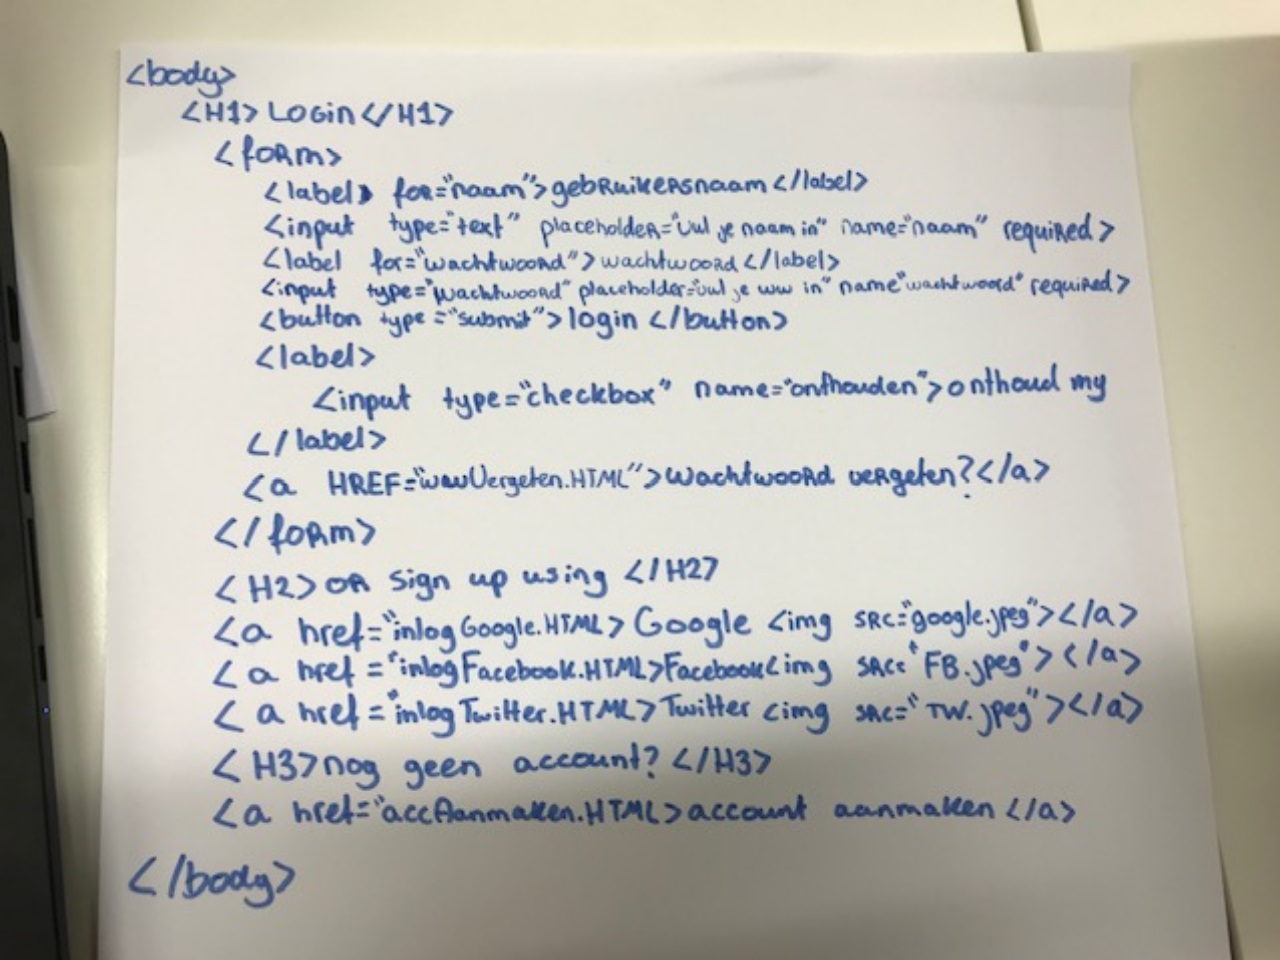 <body>
<H1>Login</H1>
<form>
<label for="naam">gebruikersnaam</label>
<input type="text" placeholder="vul je naam in" name="naam" required>
<label for="wachtwoord">wachtwoord</label>
<input type="wachtwoord" placeholder="vul je ww in" name"wachtwoord" required>
<button type="submit">login </button>
<label>
<input type="checkbox" name="onthouden">onthoud my
</label>
<a HREF="wwVergeten.HTML">wachtwoord vergeten?</a>
</form>
<H2>or sign up using </H2>
<a href="inlogGoogle.HTML>Google <img src="google.jpeg"></a>
<a href="inlogFacebook.HTML>Facebook<img src="FB.jpeg"></a>
<a href="inlogTwitter.HTML>Twitter <img src="TW.jpeg"></a>
<H3>nog geen account? </H3>
<a href="accAanmaken.HTML>account aanmaken </a>
</body>